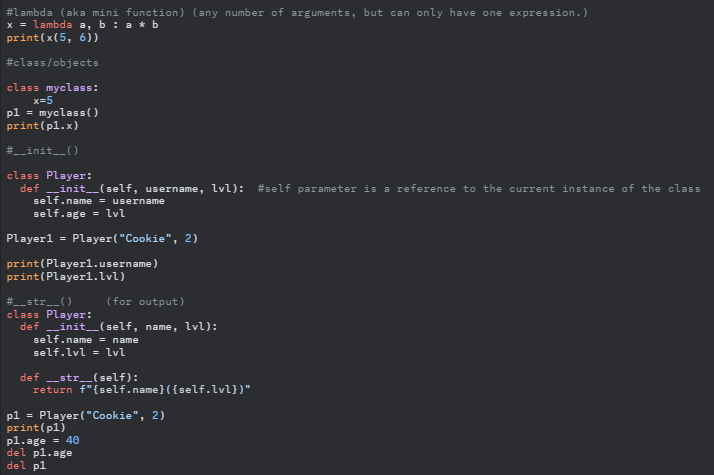 #lambda (aka mini function) (any number of arguments, but can only have one expression.)
x = lambda a, b : a * b
print(x(5, 6))

#class/objects

class myclass:
    x=5
p1 = myclass()
print(p1.x)

#__init__()

class Player:
  def __init__(self, username, lvl):  #self parameter is a reference to the current instance of the class
    self.name = username
    self.age = lvl

Player1 = Player("Cookie", 2)

print(Player1.username)
print(Player1.lvl)

#__str__()     (for output)
class Player:
  def __init__(self, name, lvl):
    self.name = name
    self.lvl = lvl

  def __str__(self):
    return f"{self.name}({self.lvl})"

p1 = Player("Cookie", 2)
print(p1)
p1.age = 40
del p1.age
del p1